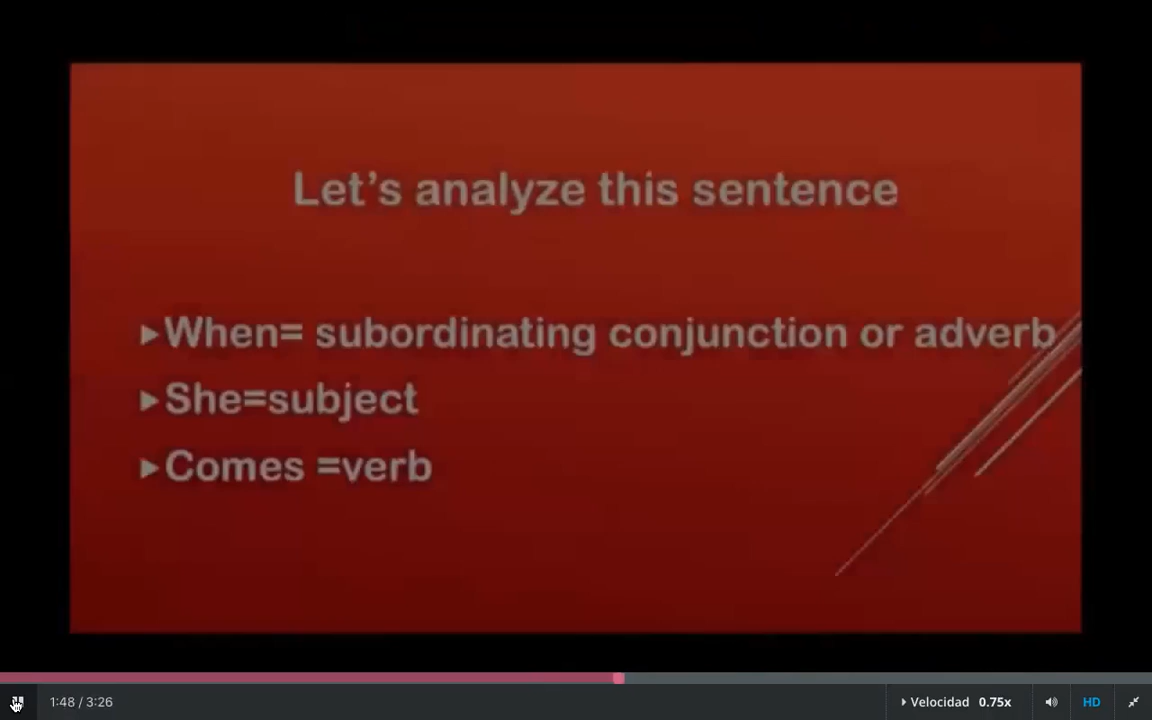 Let's analyze this sentence
▸When= subordinating conjunction or adverb
▸She=subject
▸Comes =verb
1:48 / 3:26
Velocidad 0.75x
HD